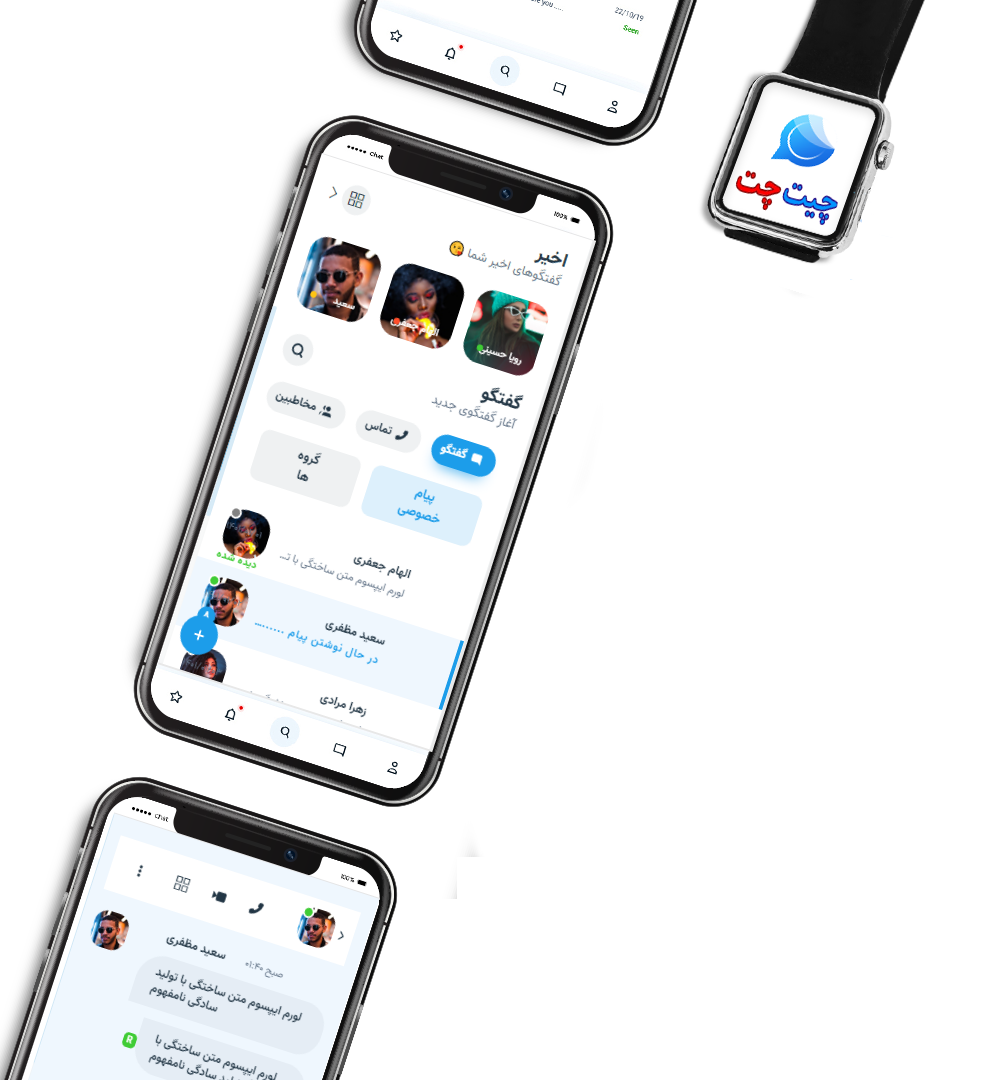 22/10/19
Seen
چیت‌چت
Chat
100%
اخیر
گفتگوهای اخیر شما
سعید
الهام جعفری
رویا حسینی
گفتگو
آغاز گفتگوی جدید
گفتگو
تماس
مخاطبین
پیام
خصوصی
گروه
ها
الهام جعفری
لورم ایپسوم متن ساختگی با تـ...
دیده شده
سعید مظفری
در حال نوشتن پیام .........
۸
زهرا مرادی
Chat
100%
سعید مظفری
صبح ۰۱:۴۰
لورم ایپسوم متن ساختگی با تولید
سادگی نامفهوم
R
لورم ایپسوم متن ساختگی با
تولید سادگی نامفهوم